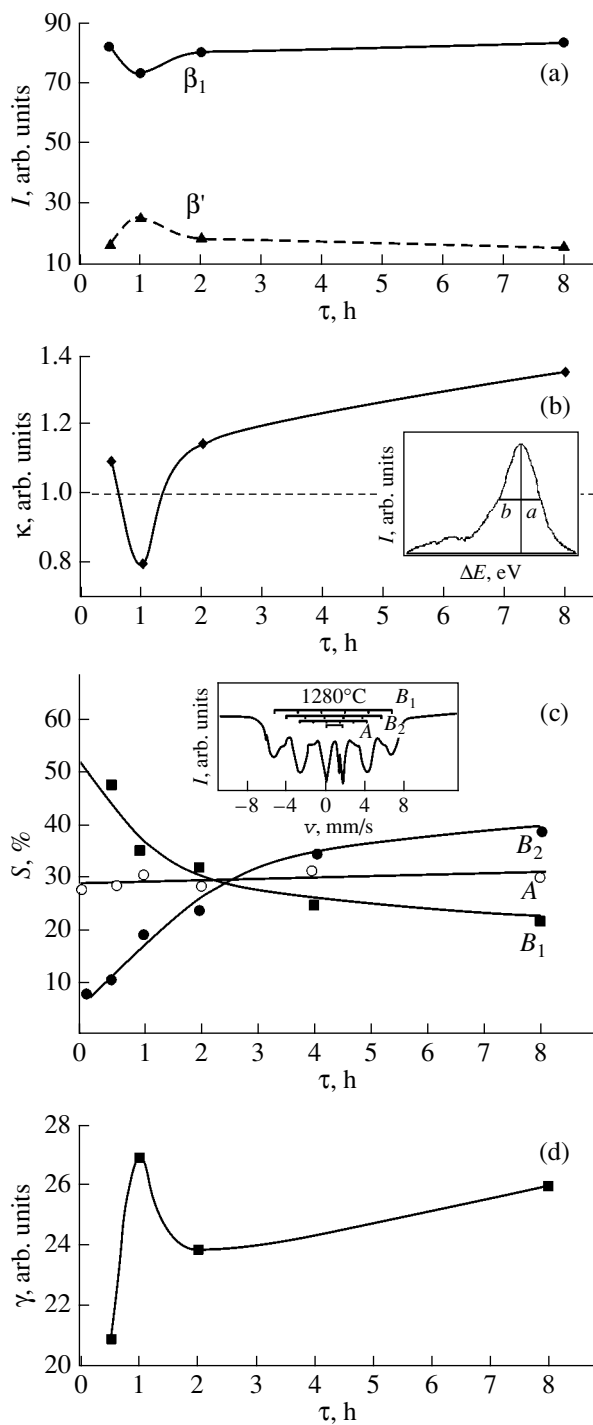 90
70
50
30
10
I, arb. units
(a)
β₁
β'
0 1 2 3 4 5 6 7 8
τ, h
1.4
1.2
1.0
0.8
κ, arb. units
(b)
I, arb. units
b a
ΔE, eV
0 1 2 3 4 5 6 7 8
τ, h
60
50
40
30
20
10
S, %
(c)
I, arb. units
1280°C
B₁
B₂
A
−8 −4 0 4 8
v, mm/s
B₂
A
B₁
0 1 2 3 4 5 6 7 8
τ, h
28
26
24
22
21
20
γ, arb. units
(d)
0 1 2 3 4 5 6 7 8
τ, h